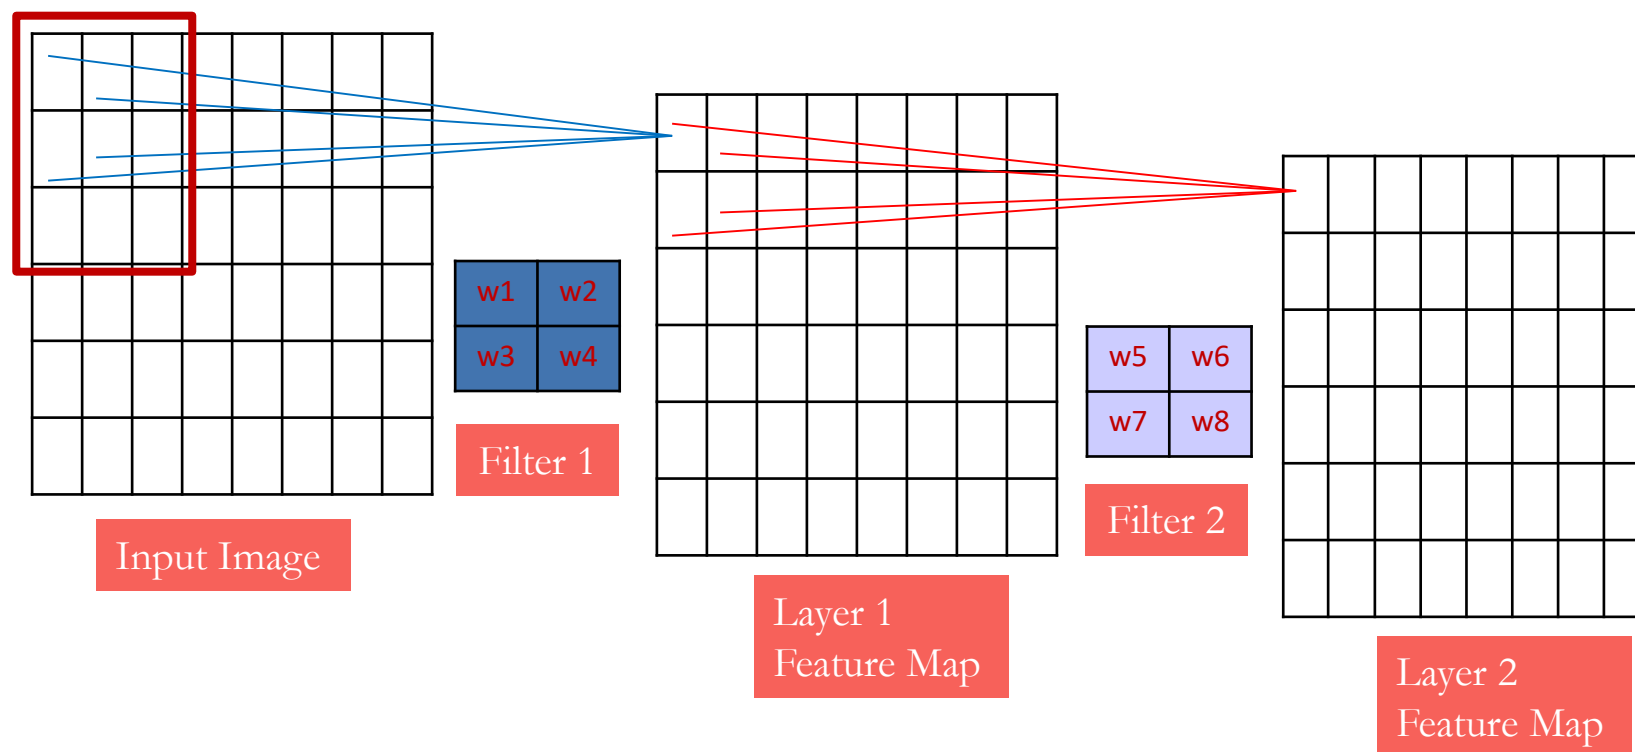 w1 w2
w3 w4
Filter 1
Input Image
w5 w6
w7 w8
Filter 2
Layer 1
Feature Map
Layer 2
Feature Map